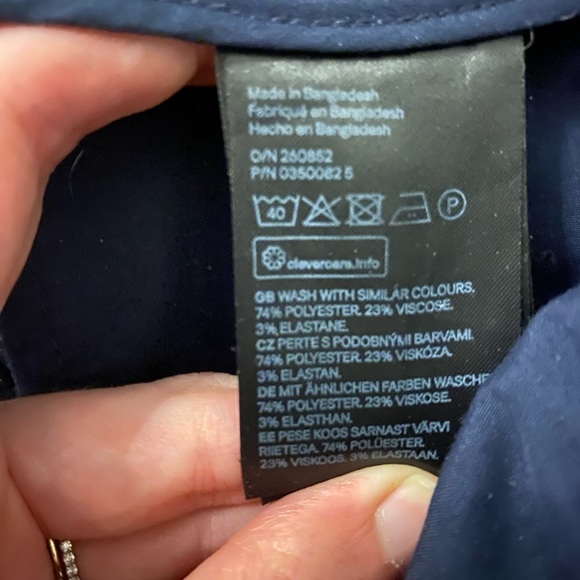 Made in Bangladesh
Fabriqué en Bangladesh
Hecho en Bangladesh
O/N 260852
P/N 0350082 5
40 P
clevercare.info
GB WASH WITH SIMILAR COLOURS.
74% POLYESTER. 23% VISCOSE.
3% ELASTANE.
CZ PERTE S PODOBNÝMI BARVAMI.
74% POLYESTER. 23% VISKÓZA.
3% ELASTAN.
DE MIT ÄHNLICHEN FARBEN WASCHE
74% POLYESTER. 23% VISKOSE.
3% ELASTHAN.
EE PESE KOOS SARNAST VÄRVI
RIIETEGA. 74% POLÜESTER.
23% VISKOOS. 3% ELASTAAN.